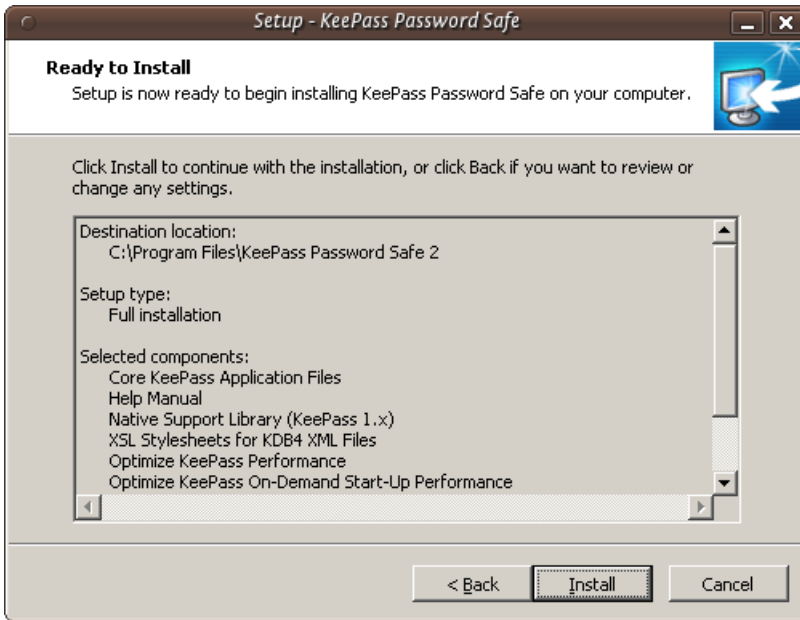 Setup - KeePass Password Safe
Ready to Install
Setup is now ready to begin installing KeePass Password Safe on your computer.
Click Install to continue with the installation, or click Back if you want to review or
change any settings.
Destination location:
C:\Program Files\KeePass Password Safe 2
Setup type:
Full installation
Selected components:
Core KeePass Application Files
Help Manual
Native Support Library (KeePass 1.x)
XSL Stylesheets for KDB4 XML Files
Optimize KeePass Performance
Optimize KeePass On-Demand Start-Up Performance
< Back
Install
Cancel